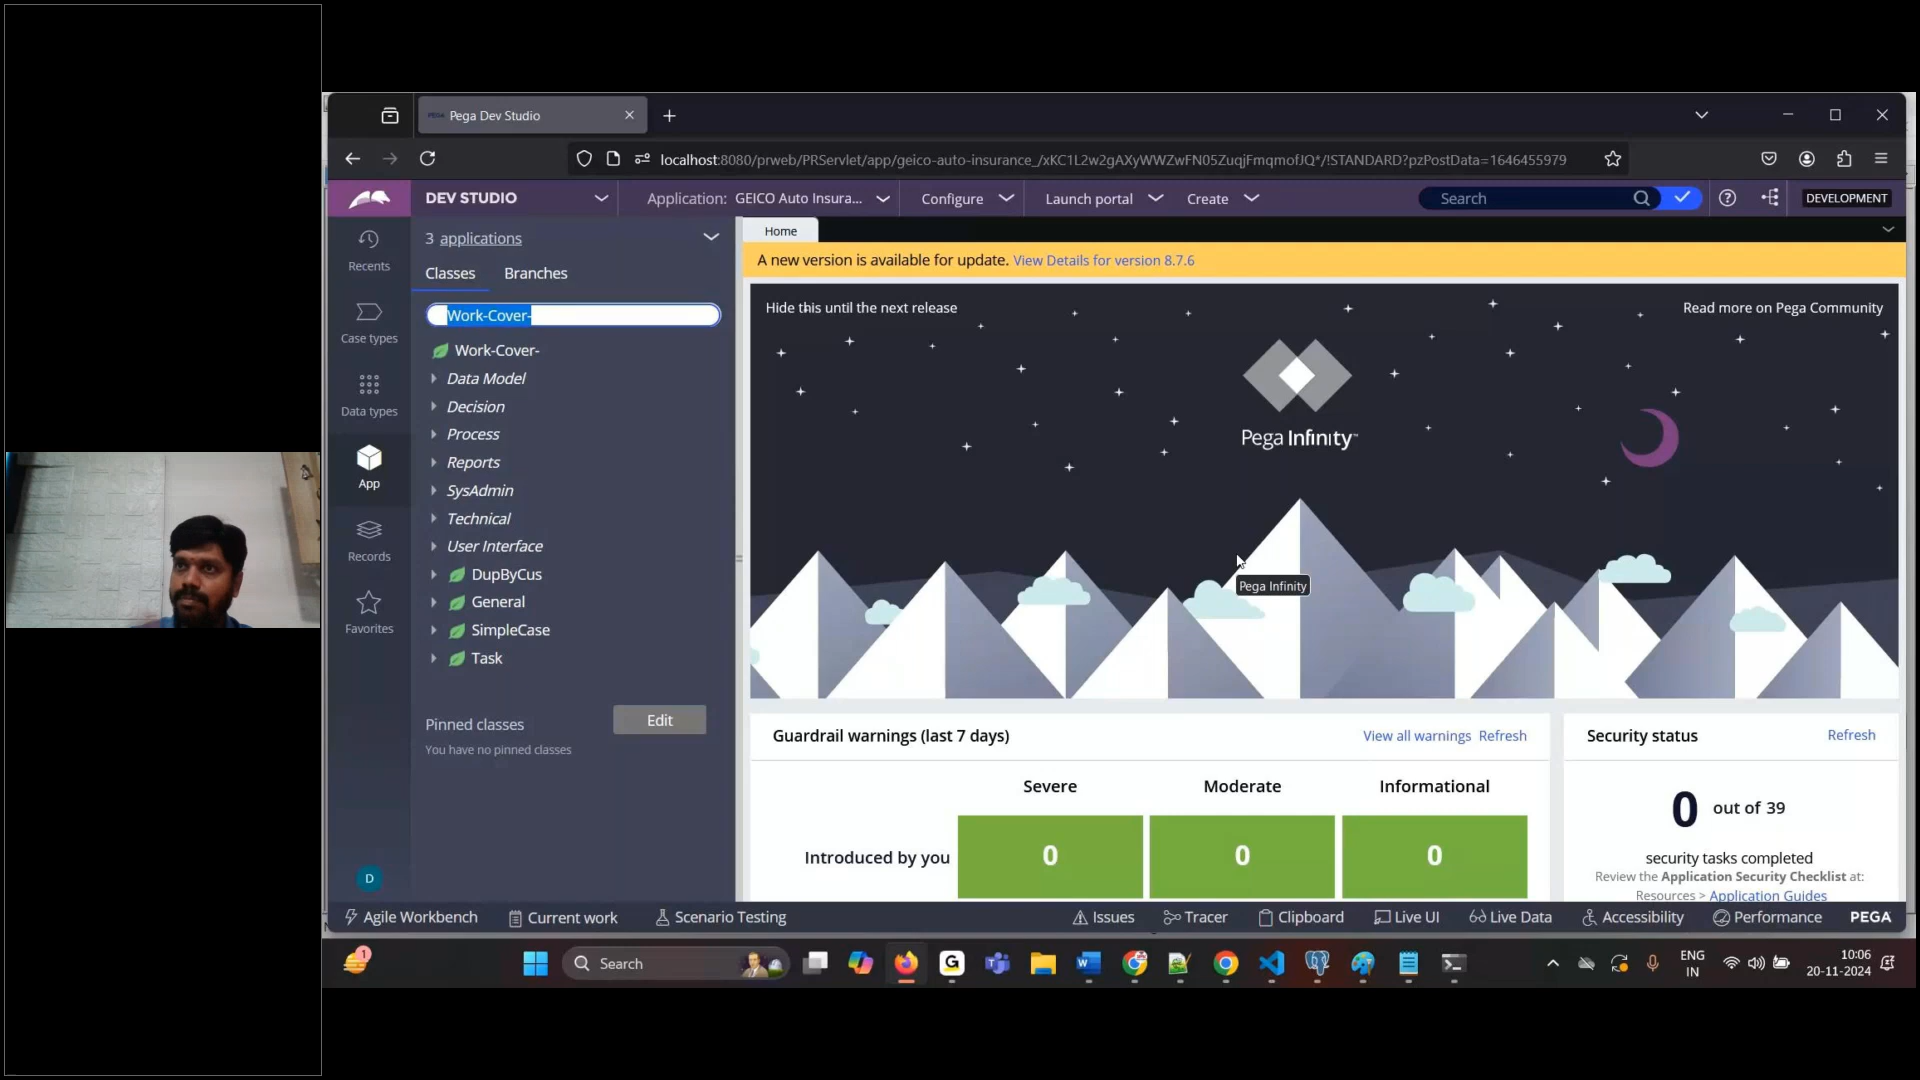 Pega Dev Studio
localhost:8080/prweb/PRServlet/app/geico-auto-insurance_/xKC1L2w2gAXyWWZwFN05ZuqjFmqmofJQ*/!STANDARD?pzPostData=1646455979
DEV STUDIO
Application: GEICO Auto Insura...
Configure
Launch portal
Create
Search
DEVELOPMENT
Recents
Case types
Data types
App
Records
Favorites
D
3 applications
Classes
Branches
Work-Cover-
Work-Cover-
Data Model
Decision
Process
Reports
SysAdmin
Technical
User Interface
DupByCus
General
SimpleCase
Task
Pinned classes
Edit
You have no pinned classes
Home
A new version is available for update. View Details for version 8.7.6
Hide this until the next release
Read more on Pega Community
Pega Infinity™
Pega Infinity
Guardrail warnings (last 7 days)
View all warnings Refresh
Severe
Moderate
Informational
Introduced by you
0
0
0
Security status
Refresh
0 out of 39
security tasks completed
Review the Application Security Checklist at:
Resources > Application Guides
Agile Workbench
Current work
Scenario Testing
Issues
Tracer
Clipboard
Live UI
Live Data
Accessibility
Performance
PEGA
1
Search
ENG
IN
10:06
20-11-2024